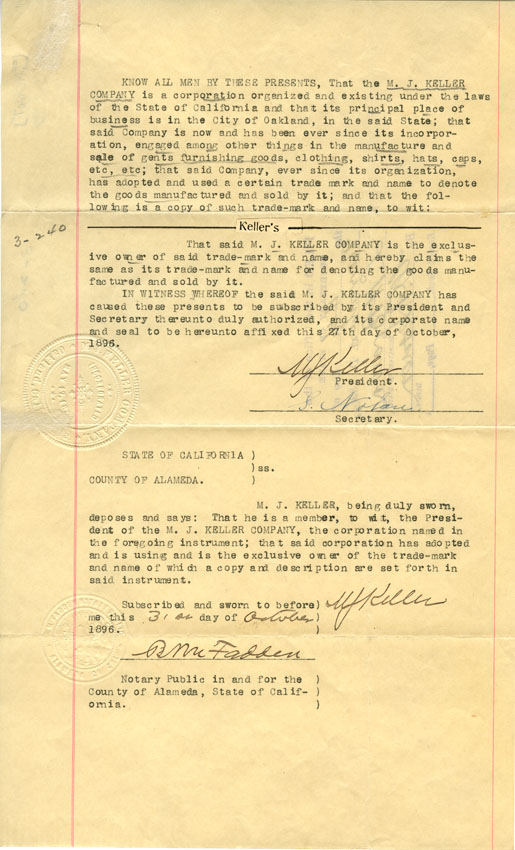 KNOW ALL MEN BY THESE PRESENTS, That the M. J. KELLER
COMPANY is a corporation organized and existing under the laws
of the State of California and that its principal place of
business is in the City of Oakland, in the said State; that
said Company is now and has been ever since its incorpor-
ation, engaged among other things in the manufacture and
sale of gents furnishing goods, clothing, shirts, hats, caps,
etc, etc; that said Company, ever since its organization,
has adopted and used a certain trade mark and name to denote
the goods manufactured and sold by it; and that the fol-
lowing is a copy of such trade-mark and name, to wit:
Keller's
3-240
That said M. J. KELLER COMPANY is the exclus-
ive owner of said trade-mark and name, and hereby claims the
same as its trade-mark and name for denoting the goods manu-
factured and sold by it.
IN WITNESS WHEREOF the said M. J. KELLER COMPANY has
caused these presents to be subscribed by its President and
Secretary thereunto duly authorized, and its corporate name
and seal to be hereunto affixed this 27th day of October,
1896.
MJ Keller
President.
Nolan
Secretary.
STATE OF CALIFORNIA )
)ss.
COUNTY OF ALAMEDA. )
M. J. KELLER, being duly sworn,
deposes and says: That he is a member, to wit, the Presi-
dent of the M. J. KELLER COMPANY, the corporation named in
the foregoing instrument; that said corporation has adopted
and is using and is the exclusive owner of the trade-mark
and name of which a copy and description are set forth in
said instrument.
Subscribed and sworn to before) MJ Keller
me this day of October )
1896. )
McFadden
Notary Public in and for the )
County of Alameda, State of Calif- )
ornia. )